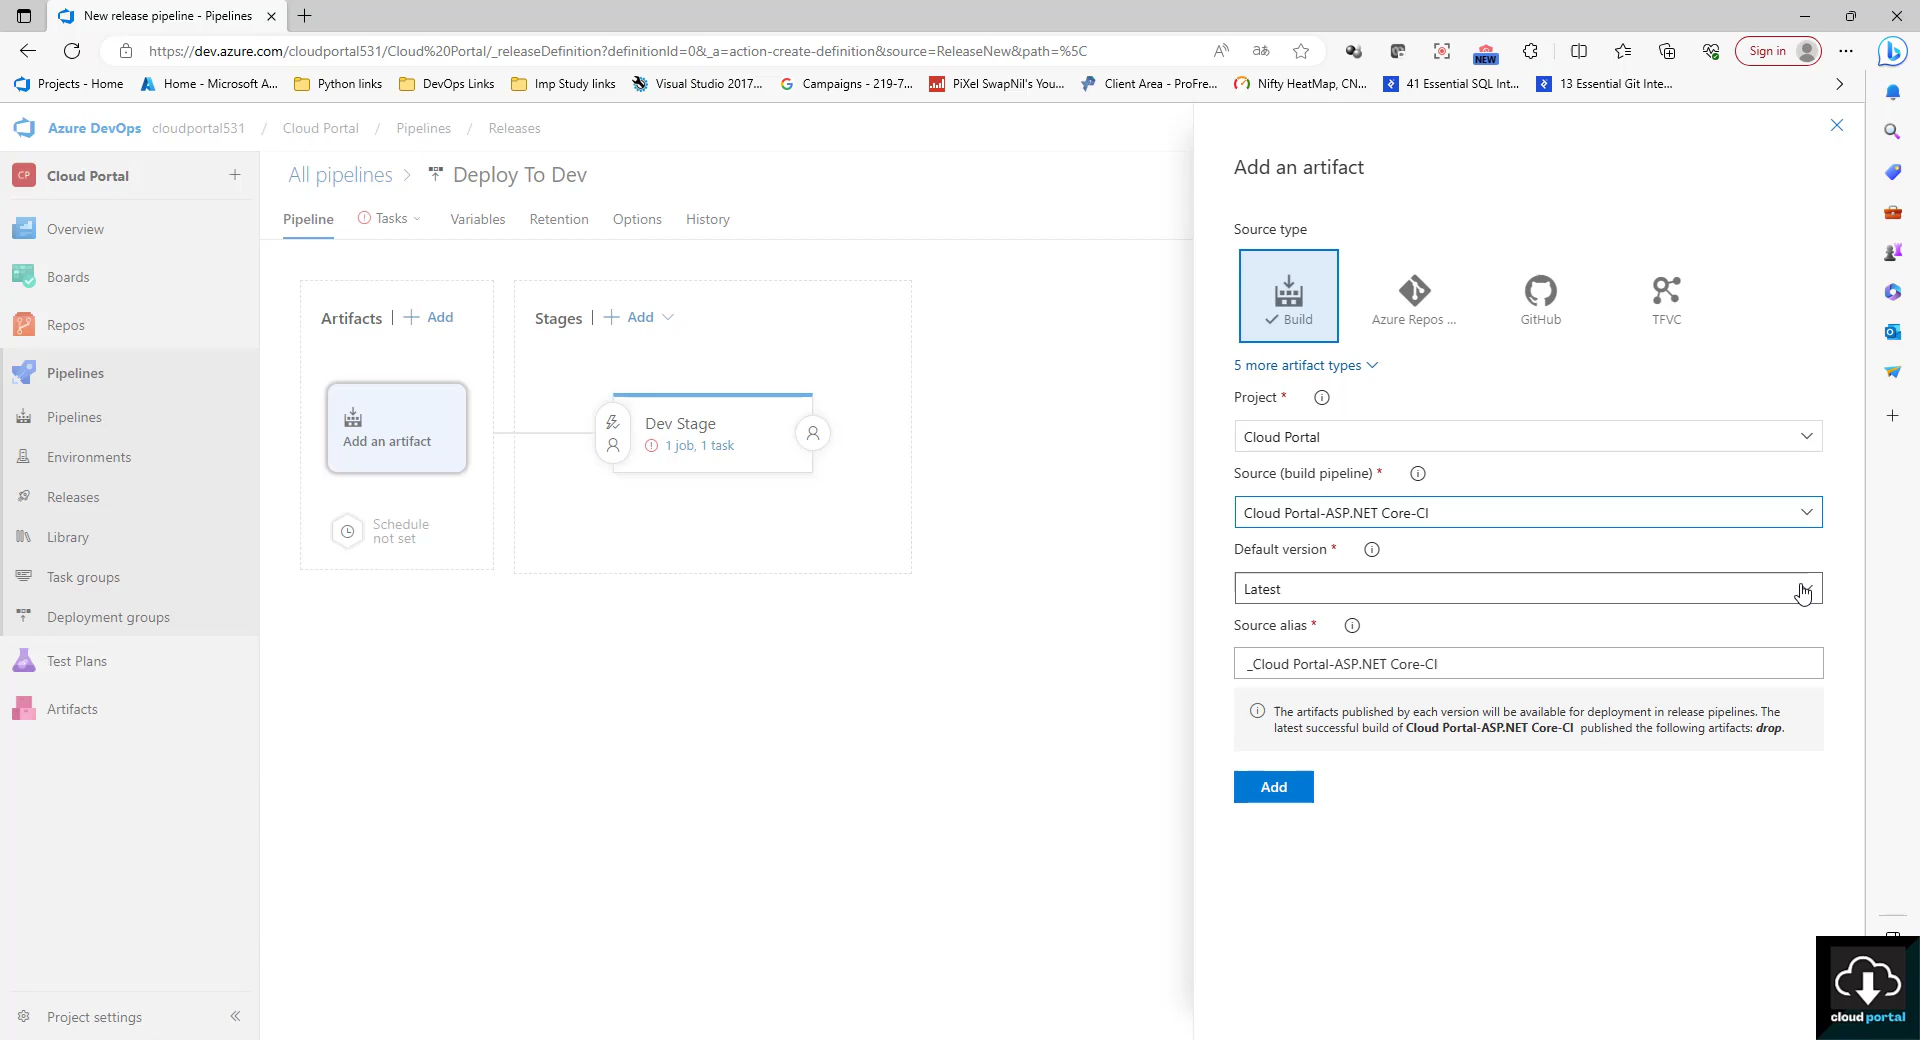 New release pipeline - Pipelines
https://dev.azure.com/cloudportal531/Cloud%20Portal/_releaseDefinition?definitionId=0&_a=action-create-definition&source=ReleaseNew&path=%5C
NEW
Sign in
Projects - Home
Home - Microsoft A...
Python links
DevOps Links
Imp Study links
Visual Studio 2017...
Campaigns - 219-7...
PiXel SwapNil's You...
Client Area - ProFre...
Nifty HeatMap, CN...
41 Essential SQL Int...
13 Essential Git Inte...
Azure DevOps cloudportal531 / Cloud Portal / Pipelines / Releases
CP Cloud Portal
Overview
Boards
Repos
Pipelines
Pipelines
Environments
Releases
Library
Task groups
Deployment groups
Test Plans
Artifacts
Project settings
All pipelines > Deploy To Dev
Pipeline
Tasks
Variables
Retention
Options
History
Artifacts | + Add
Add an artifact
Schedule
not set
Stages | + Add
Dev Stage
1 job, 1 task
Add an artifact
Source type
Build
Azure Repos ...
GitHub
TFVC
5 more artifact types
Project *
Cloud Portal
Source (build pipeline) *
Cloud Portal-ASP.NET Core-CI
Default version *
Latest
Source alias *
_Cloud Portal-ASP.NET Core-CI
The artifacts published by each version will be available for deployment in release pipelines. The
latest successful build of Cloud Portal-ASP.NET Core-CI published the following artifacts: drop.
Add
cloud portal